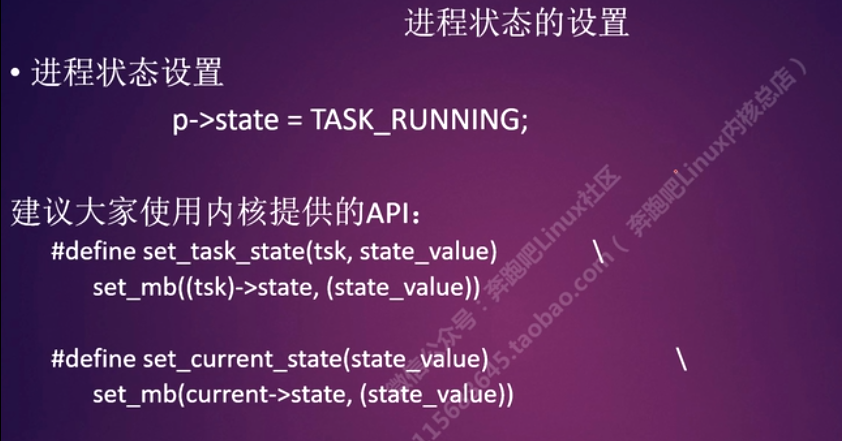 进程状态的设置
• 进程状态设置
p->state = TASK_RUNNING;
建议大家使用内核提供的API：
#define set_task_state(tsk, state_value) \
set_mb((tsk)->state, (state_value))
#define set_current_state(state_value) \
set_mb(current->state, (state_value))
微信公众号：奔跑吧Linux社区
645.taobao.com（ 奔跑吧Linux内核总店）